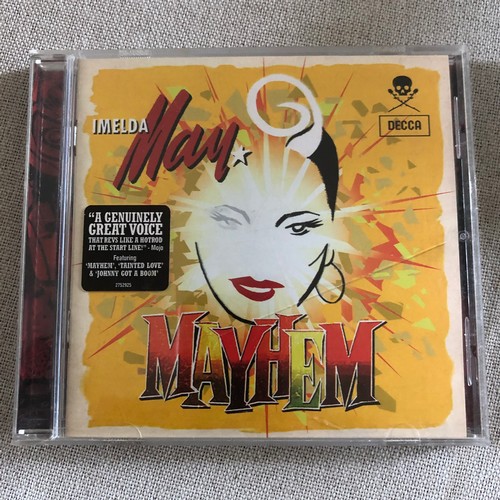 IMELDA
May
DECCA
"A GENUINELY
GREAT VOICE
THAT REVS LIKE A HOTROD
AT THE START LINE!" - Mojo
Featuring
'MAYHEM', 'TAINTED LOVE'
& 'JOHNNY GOT A BOOM'
2752925
MAYHEM